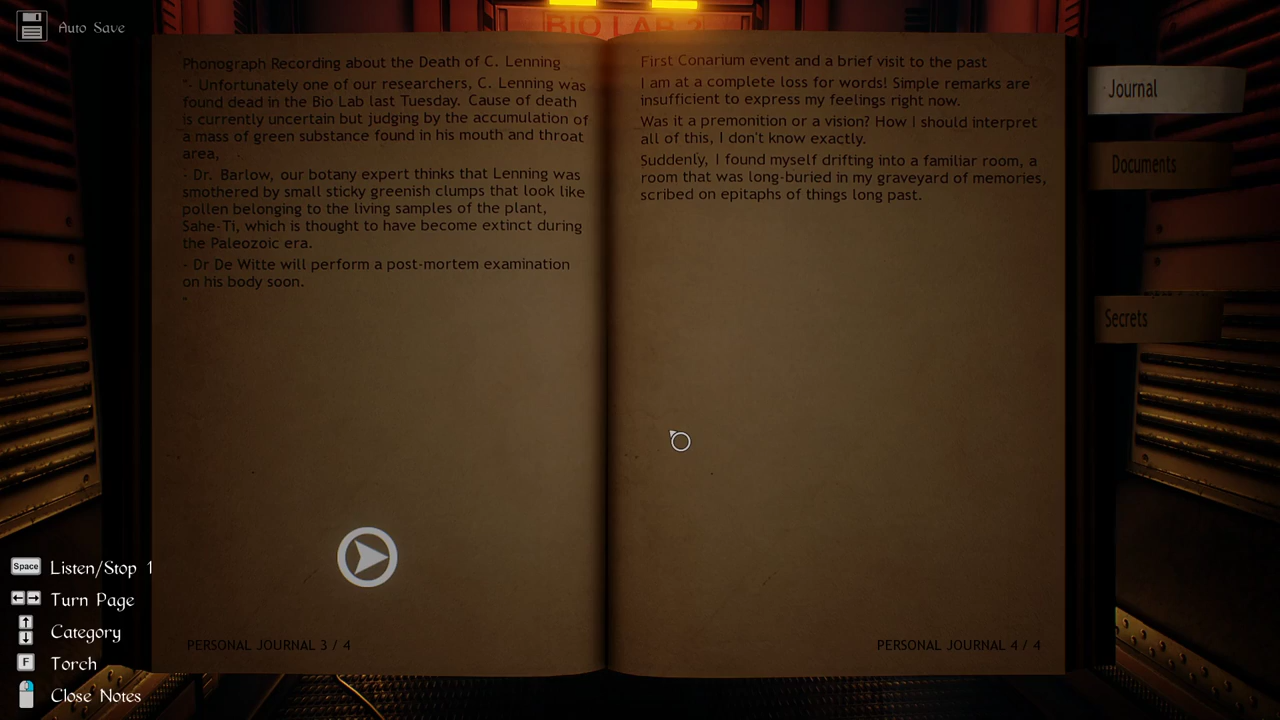 Auto Save
BIO LAB 2
Phonograph Recording about the Death of C. Lenning
"- Unfortunately one of our researchers, C. Lenning was
found dead in the Bio Lab last Tuesday. Cause of death
is currently uncertain but judging by the accumulation of
a mass of green substance found in his mouth and throat
area,
- Dr. Barlow, our botany expert thinks that Lenning was
smothered by small sticky greenish clumps that look like
pollen belonging to the living samples of the plant,
Sahe-Ti, which is thought to have become extinct during
the Paleozoic era.
- Dr De Witte will perform a post-mortem examination
on his body soon.
"
PERSONAL JOURNAL 3 / 4
First Conarium event and a brief visit to the past
I am at a complete loss for words! Simple remarks are
insufficient to express my feelings right now.
Was it a premonition or a vision? How I should interpret
all of this, I don't know exactly.
Suddenly, I found myself drifting into a familiar room, a
room that was long-buried in my graveyard of memories,
scribed on epitaphs of things long past.
PERSONAL JOURNAL 4 / 4
Journal
Documents
Secrets
Space Listen/Stop 1
Turn Page
Category
F Torch
Close Notes